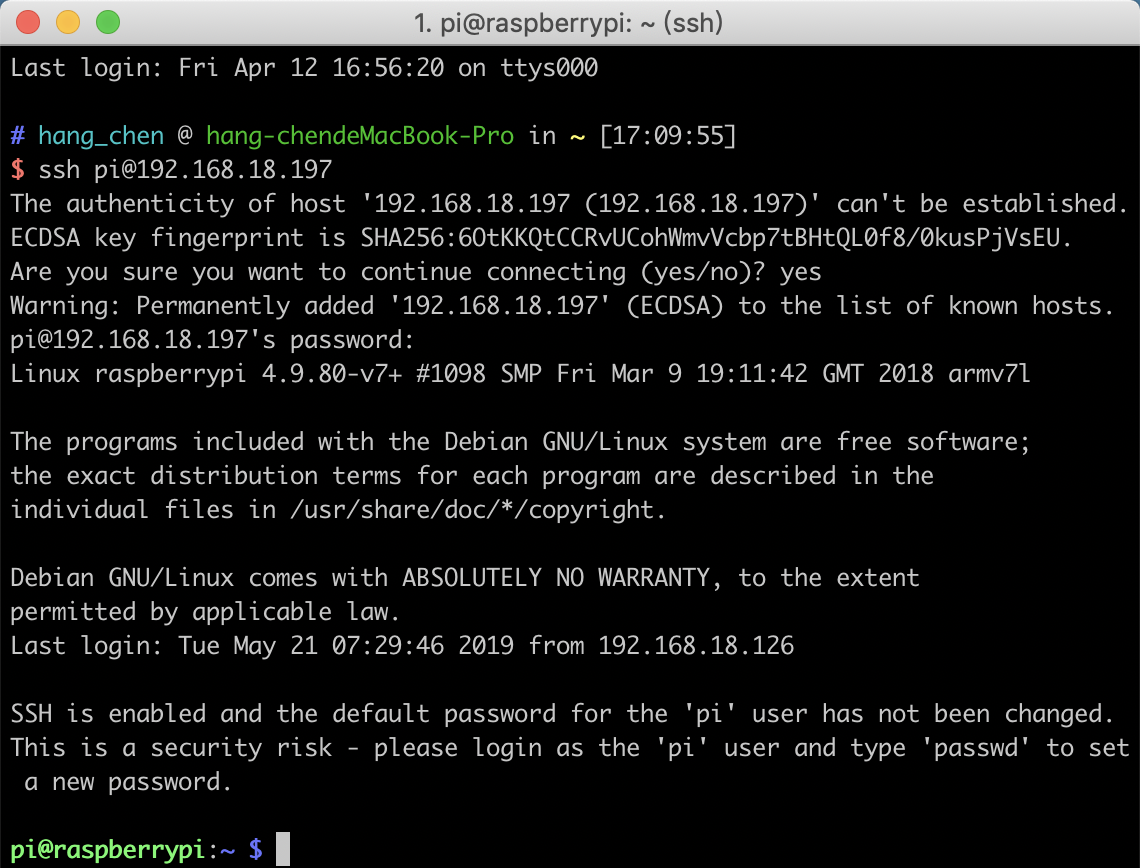 1. pi@raspberrypi: ~ (ssh)
Last login: Fri Apr 12 16:56:20 on ttys000
# hang_chen @ hang-chendeMacBook-Pro in ~ [17:09:55]
$ ssh pi@192.168.18.197
The authenticity of host '192.168.18.197 (192.168.18.197)' can't be established.
ECDSA key fingerprint is SHA256:6OtKKQtCCRvUCohWmvVcbp7tBHtQL0f8/0kusPjVsEU.
Are you sure you want to continue connecting (yes/no)? yes
Warning: Permanently added '192.168.18.197' (ECDSA) to the list of known hosts.
pi@192.168.18.197's password:
Linux raspberrypi 4.9.80-v7+ #1098 SMP Fri Mar 9 19:11:42 GMT 2018 armv7l
The programs included with the Debian GNU/Linux system are free software;
the exact distribution terms for each program are described in the
individual files in /usr/share/doc/*/copyright.
Debian GNU/Linux comes with ABSOLUTELY NO WARRANTY, to the extent
permitted by applicable law.
Last login: Tue May 21 07:29:46 2019 from 192.168.18.126
SSH is enabled and the default password for the 'pi' user has not been changed.
This is a security risk - please login as the 'pi' user and type 'passwd' to set
a new password.
pi@raspberrypi:~ $